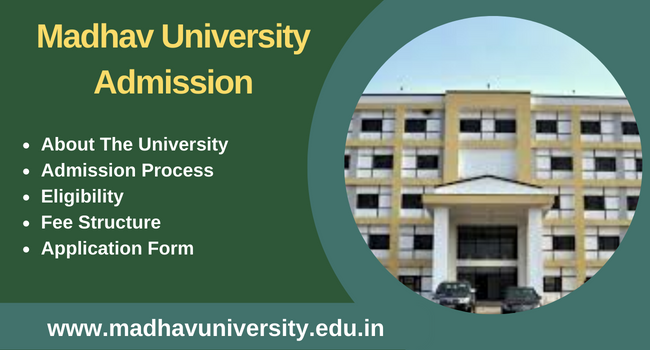 Madhav University
Admission
• About The University
• Admission Process
• Eligibility
• Fee Structure
• Application Form
www.madhavuniversity.edu.in